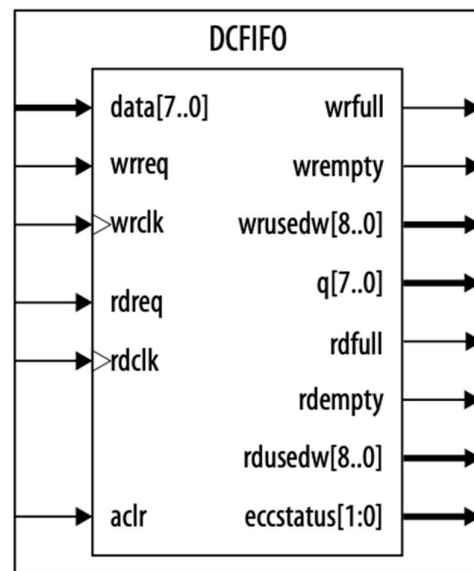 DCFIFO
data[7..0]
wrreq
wrclk
rdreq
rdclk
aclr
wrfull
wrempty
wrusedw[8..0]
q[7..0]
rdfull
rdempty
rdusedw[8..0]
eccstatus[1:0]